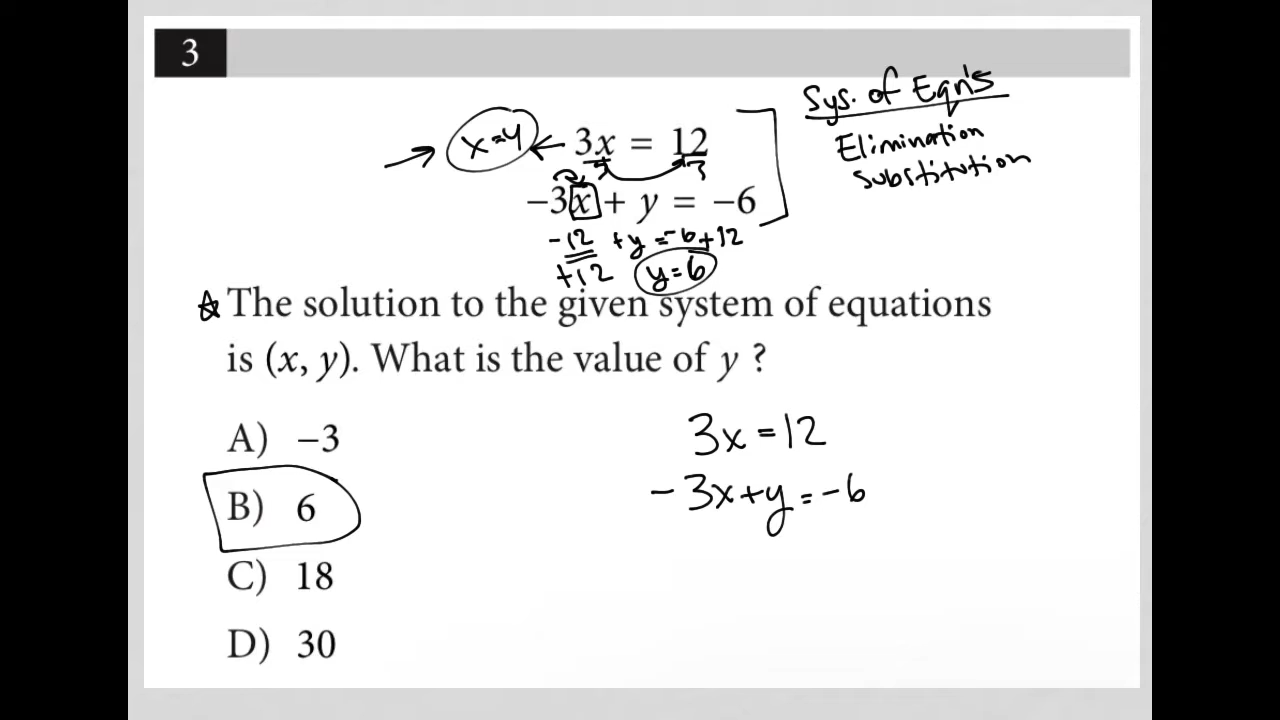 3
Sys. of Eqn's
Elimination
Substitution
x=4 ← 3x = 12
3 3
−3x + y = −6
-12 + y = -6 + 12
+12 y = 6
☆ The solution to the given system of equations
is (x, y). What is the value of y ?
A) −3
B) 6
C) 18
D) 30
3x = 12
-3x + y = -6